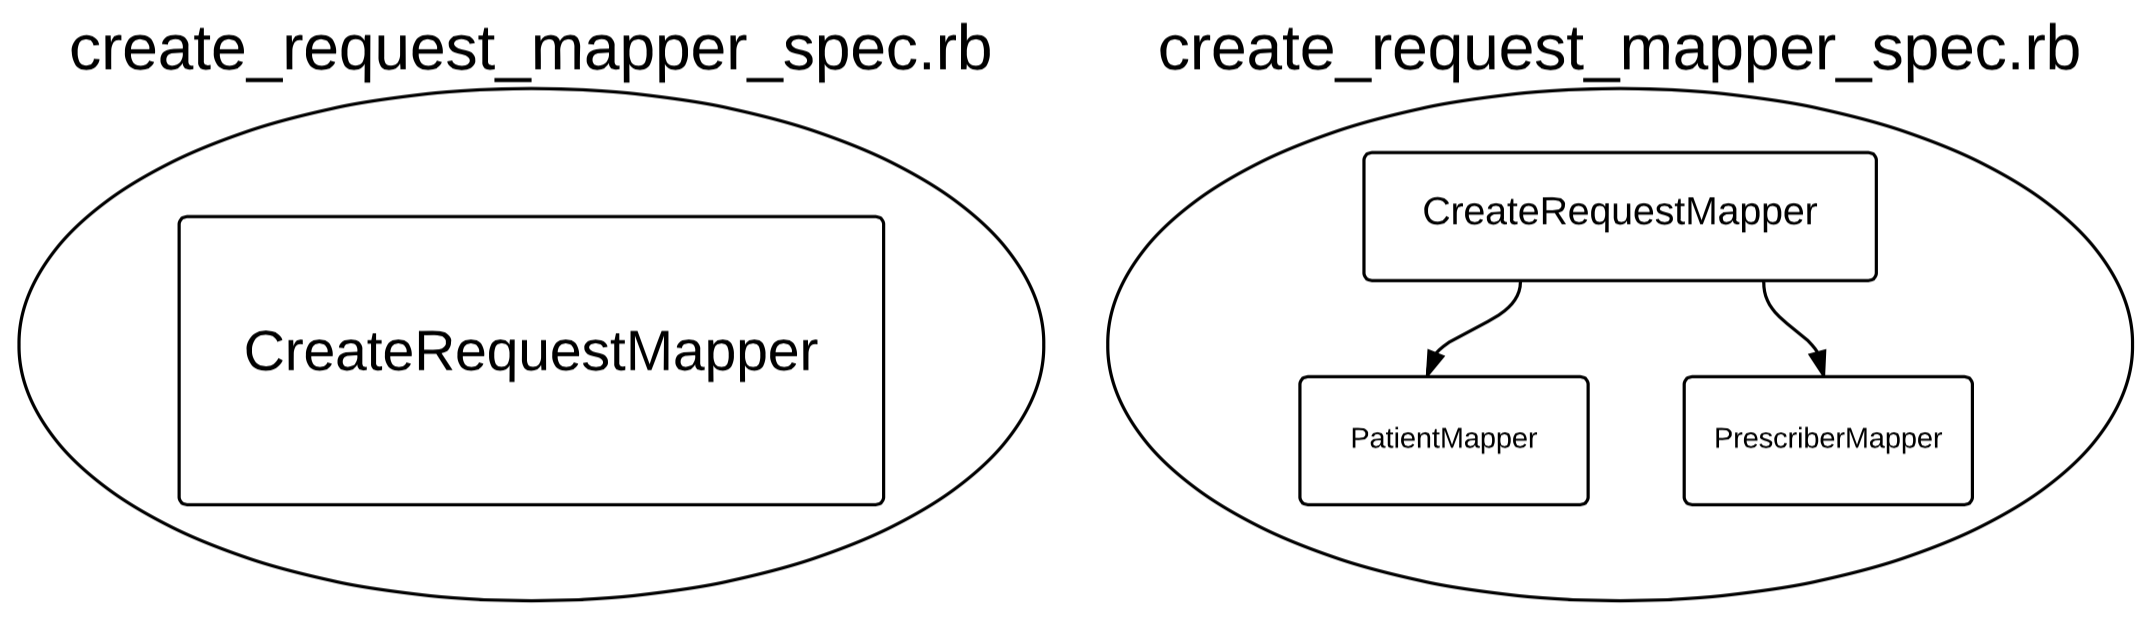 create_request_mapper_spec.rb
CreateRequestMapper
create_request_mapper_spec.rb
CreateRequestMapper
PatientMapper
PrescriberMapper